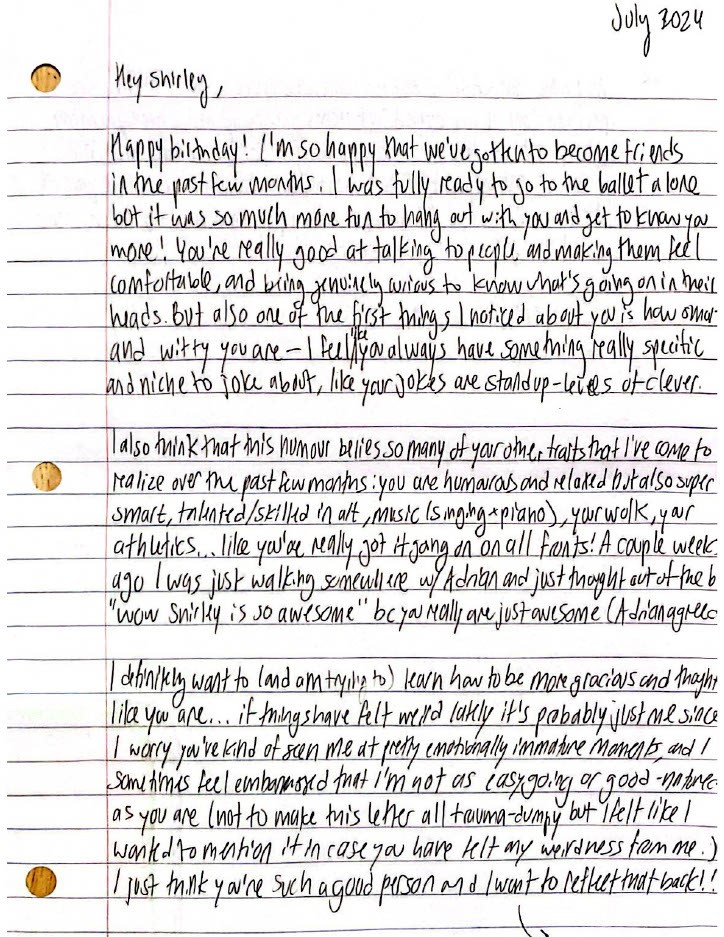 July 2024
Hey Shirley,
Happy birthday! I'm so happy that we've gotten to become friends
in the past few months. I was fully ready to go to the ballet alone
but it was so much more fun to hang out with you and get to know you
more! You're really good at talking to people, and making them feel
comfortable, and being genuinely curious to know what's going on in their
heads. But also one of the first things I noticed about you is how smar
and witty you are – I feel like you always have something really specific
and niche to joke about, like your jokes are standup-levels of clever.
I also think that this humour belies so many of your other traits that I've come to
realize over the past few months: you are humorous and relaxed but also super
smart, talented/skilled in art, music (singing + piano), your work, your
athletics... like you've really got it going on on all fronts! A couple week
ago I was just walking somewhere w/ Adrian and just thought out of the b
"wow Shirley is so awesome" bc you really are just awesome (Adrian agreed
I definitely want to (and am trying to) learn how to be more gracious and though
like you are... if things have felt weird lately it's probably just me since
I worry you've kind of seen me at pretty emotionally immature moments, and I
sometimes feel embarrassed that I'm not as easygoing or good-nature
as you are (not to make this letter all trauma-dumpy but I felt like I
wanted to mention it in case you have felt any weirdness from me.)
I just think you're such a good person and I want to reflect that back!!